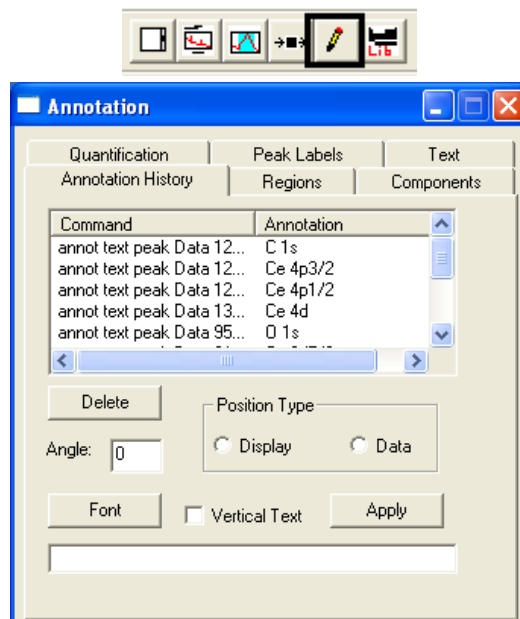 Lib
Annotation
Quantification Peak Labels Text
Annotation History Regions Components
Command Annotation
annot text peak Data 12... C 1s
annot text peak Data 12... Ce 4p3/2
annot text peak Data 12... Ce 4p1/2
annot text peak Data 13... Ce 4d
annot text peak Data 95... O 1s
Delete Position Type
Angle: 0 Display Data
Font Vertical Text Apply